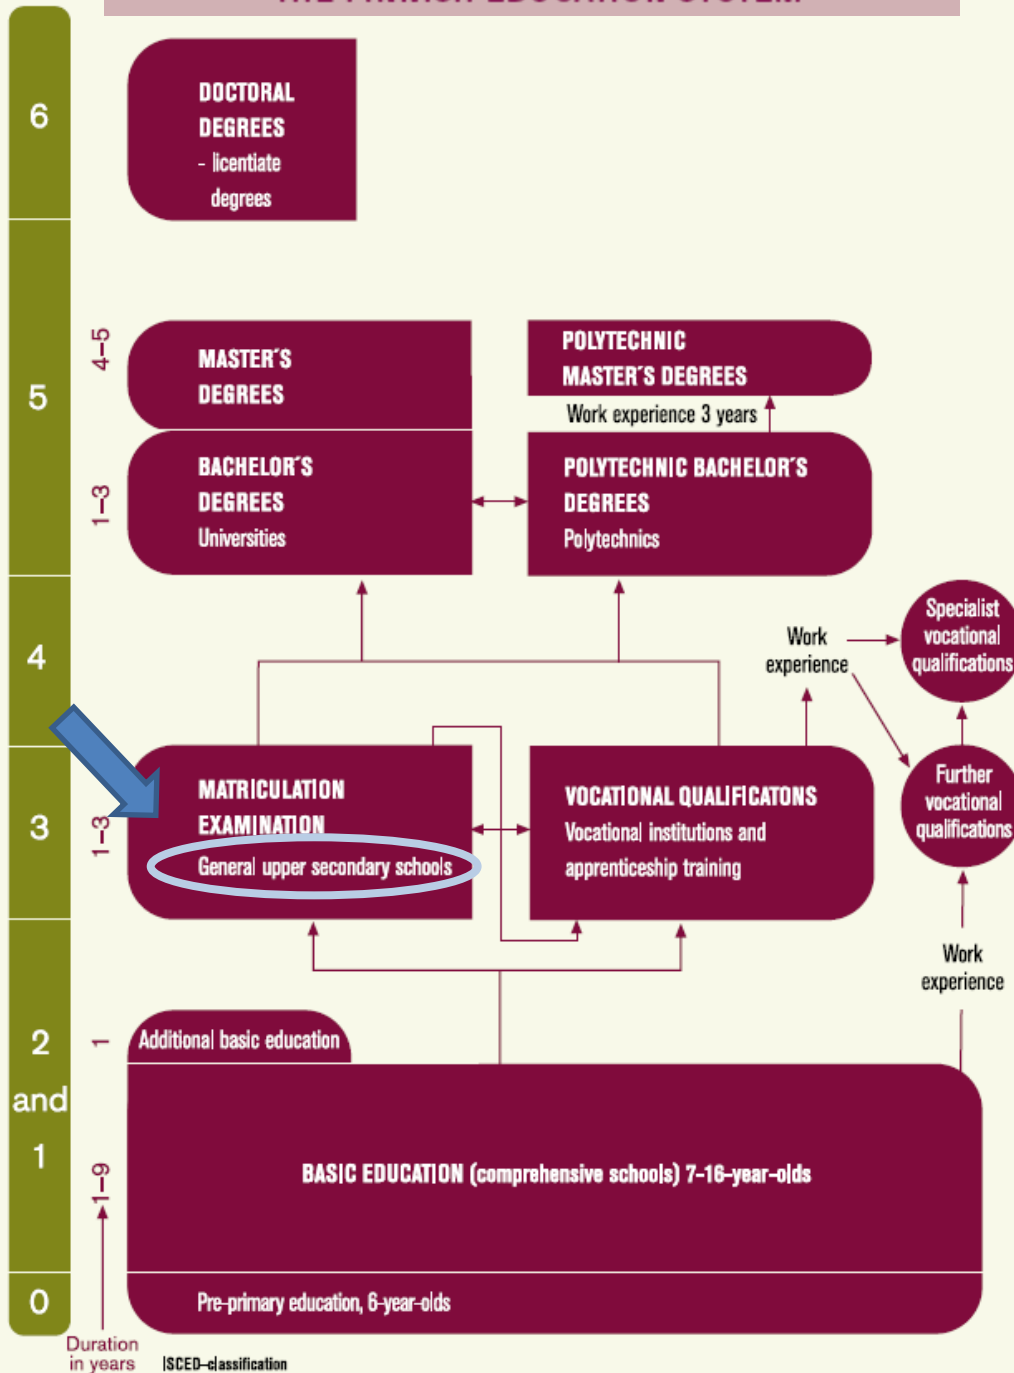 THE FINNISH EDUCATION SYSTEM
6
DOCTORAL
DEGREES
- licentiate
degrees
5
4–5
MASTER´S
DEGREES
POLYTECHNIC
MASTER´S DEGREES
Work experience 3 years
1–3
BACHELOR´S
DEGREES
Universities
POLYTECHNIC BACHELOR´S
DEGREES
Polytechnics
4
Work
experience
Specialist
vocational
qualifications
3
1–3
MATRICULATION
EXAMINATION
General upper secondary schools
VOCATIONAL QUALIFICATONS
Vocational institutions and
apprenticeship training
Further
vocational
qualifications
Work
experience
2
and
1
1
Additional basic education
1–9
BASIC EDUCATION (comprehensive schools) 7-16-year-olds
0
Pre-primary education, 6-year-olds
Duration
in years
ISCED-classification